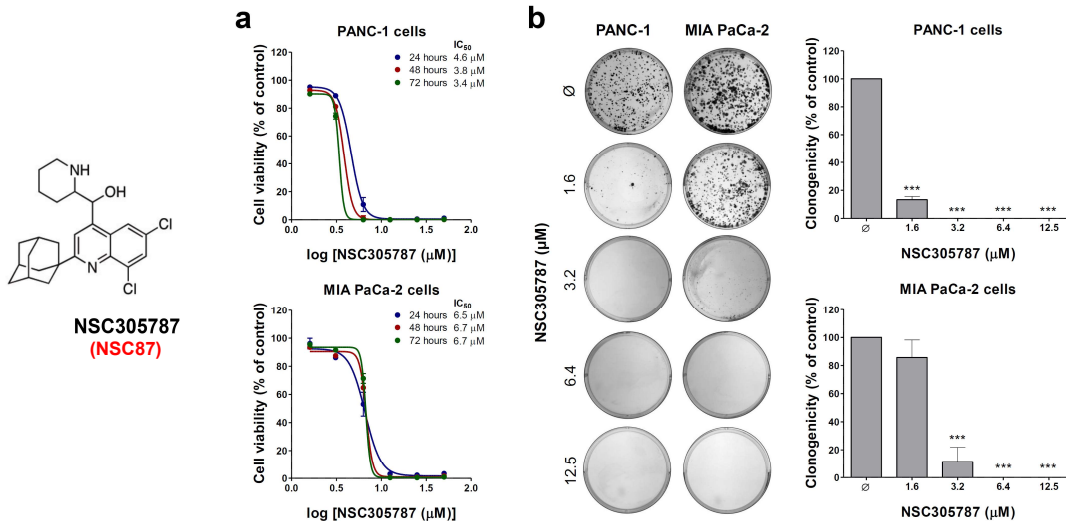 NH
OH
Cl
N
Cl
NSC305787
(NSC87)
a
PANC-1 cells
IC50
24 hours 4.6 μM
48 hours 3.8 μM
72 hours 3.4 μM
Cell viability (% of control)
120
100
80
60
40
20
0
0.0 0.5 1.0 1.5 2.0
log [NSC305787 (μM)]
MIA PaCa-2 cells
IC50
24 hours 6.5 μM
48 hours 6.7 μM
72 hours 6.7 μM
Cell viability (% of control)
120
100
80
60
40
20
0
0.0 0.5 1.0 1.5 2.0
log [NSC305787 (μM)]
b
PANC-1 MIA PaCa-2
NSC305787 (μM)
Ø
1.6
3.2
6.4
12.5
PANC-1 cells
Clonogenicity (% of control)
120
100
80
60
40
20
0
*** *** *** ***
Ø 1.6 3.2 6.4 12.5
NSC305787 (μM)
MIA PaCa-2 cells
Clonogenicity (% of control)
120
100
80
60
40
20
0
*** *** ***
Ø 1.6 3.2 6.4 12.5
NSC305787 (μM)